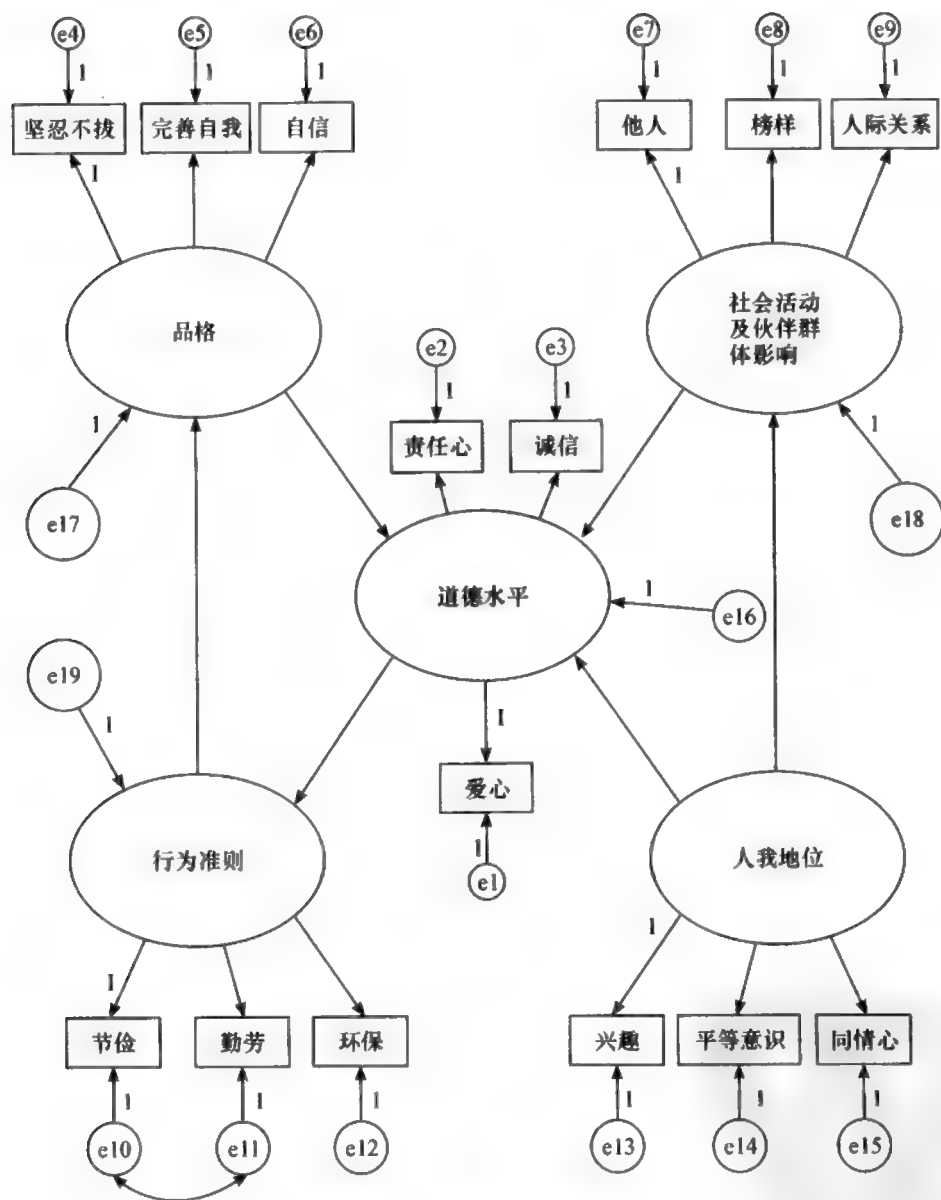 e4 e5 e6 e7 e8 e9
1 1 1 1 1 1
坚忍不拔 完善自我 自信 他人 榜样 人际关系
1 1
品格
社会活动
及伙伴群
体影响
e2 e3
1 1
1 1
责任心 诚信
e17 e18
道德水平
1
e16
e19
1
1
爱心
行为准则 人我地位
1
e1
1 1
节俭 勤劳 环保 兴趣 平等意识 同情心
1 1 1 1 1 1
e10 e11 e12 e13 e14 e15